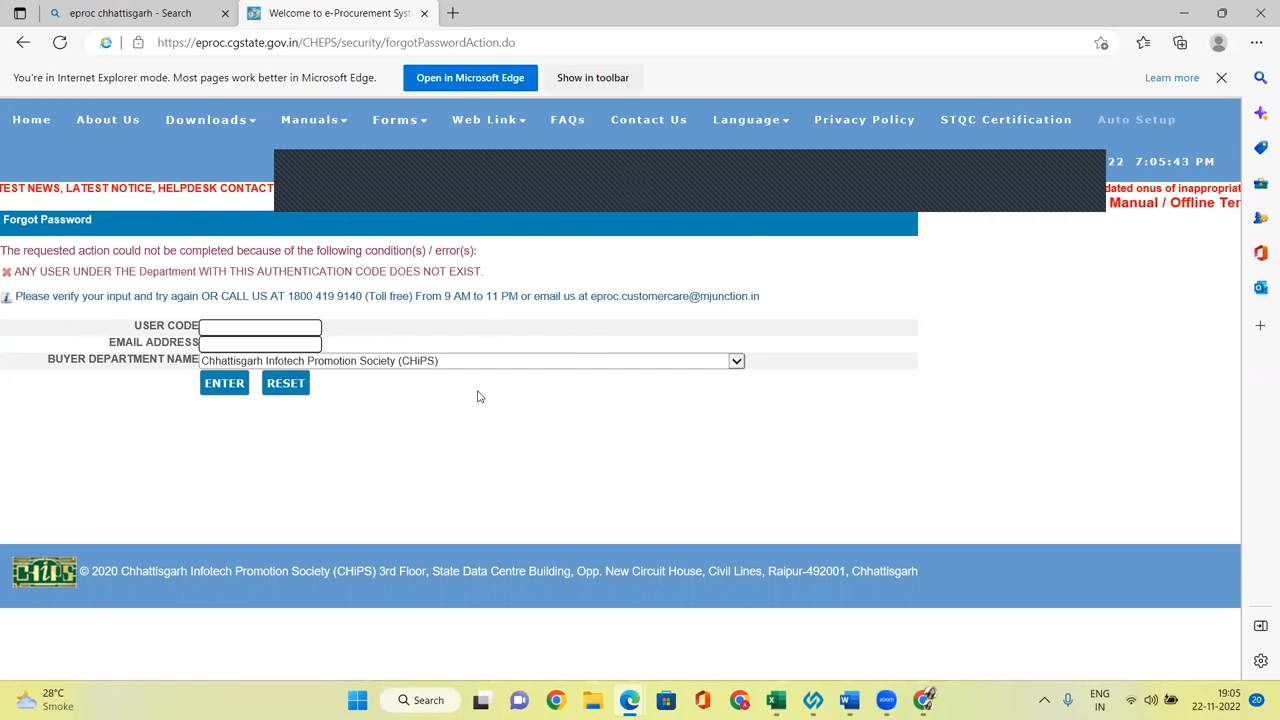 eproc chhattisgarh - Search
Welcome to e-Procurement Syst
https://eproc.cgstate.gov.in/CHEPS/security/forgotPasswordAction.do
You're in Internet Explorer mode. Most pages work better in Microsoft Edge.
Open in Microsoft Edge
Show in toolbar
Learn more
Home About Us Downloads Manuals Forms Web Link FAQs Contact Us Language Privacy Policy STQC Certification Auto Setup
22 7:05:43 PM
TEST NEWS, LATEST NOTICE, HELPDESK CONTACT
dated onus of inappropriat
Manual / Offline Ter
Forgot Password
The requested action could not be completed because of the following condition(s) / error(s):
ANY USER UNDER THE Department WITH THIS AUTHENTICATION CODE DOES NOT EXIST.
Please verify your input and try again OR CALL US AT 1800 419 9140 (Toll free) From 9 AM to 11 PM or email us at eproc.customercare@mjunction.in
USER CODE
EMAIL ADDRESS
BUYER DEPARTMENT NAME Chhattisgarh Infotech Promotion Society (CHiPS)
ENTER RESET
CHiPS © 2020 Chhattisgarh Infotech Promotion Society (CHiPS) 3rd Floor, State Data Centre Building, Opp. New Circuit House, Civil Lines, Raipur-492001, Chhattisgarh
28°C
Smoke
Search
zoom
ENG
IN
19:05
22-11-2022
20